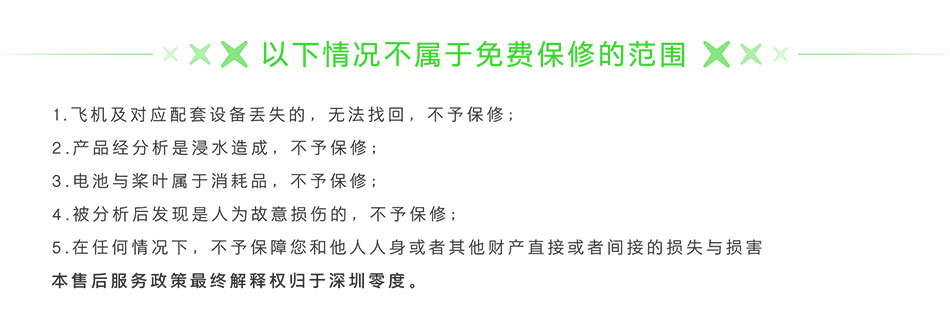 以下情况不属于免费保修的范围
1.飞机及对应配套设备丢失的，无法找回，不予保修；
2.产品经分析是浸水造成，不予保修；
3.电池与桨叶属于消耗品，不予保修；
4.被分析后发现是人为故意损伤的，不予保修；
5.在任何情况下，不予保障您和他人人身或者其他财产直接或者间接的损失与损害
本售后服务政策最终解释权归于深圳零度。